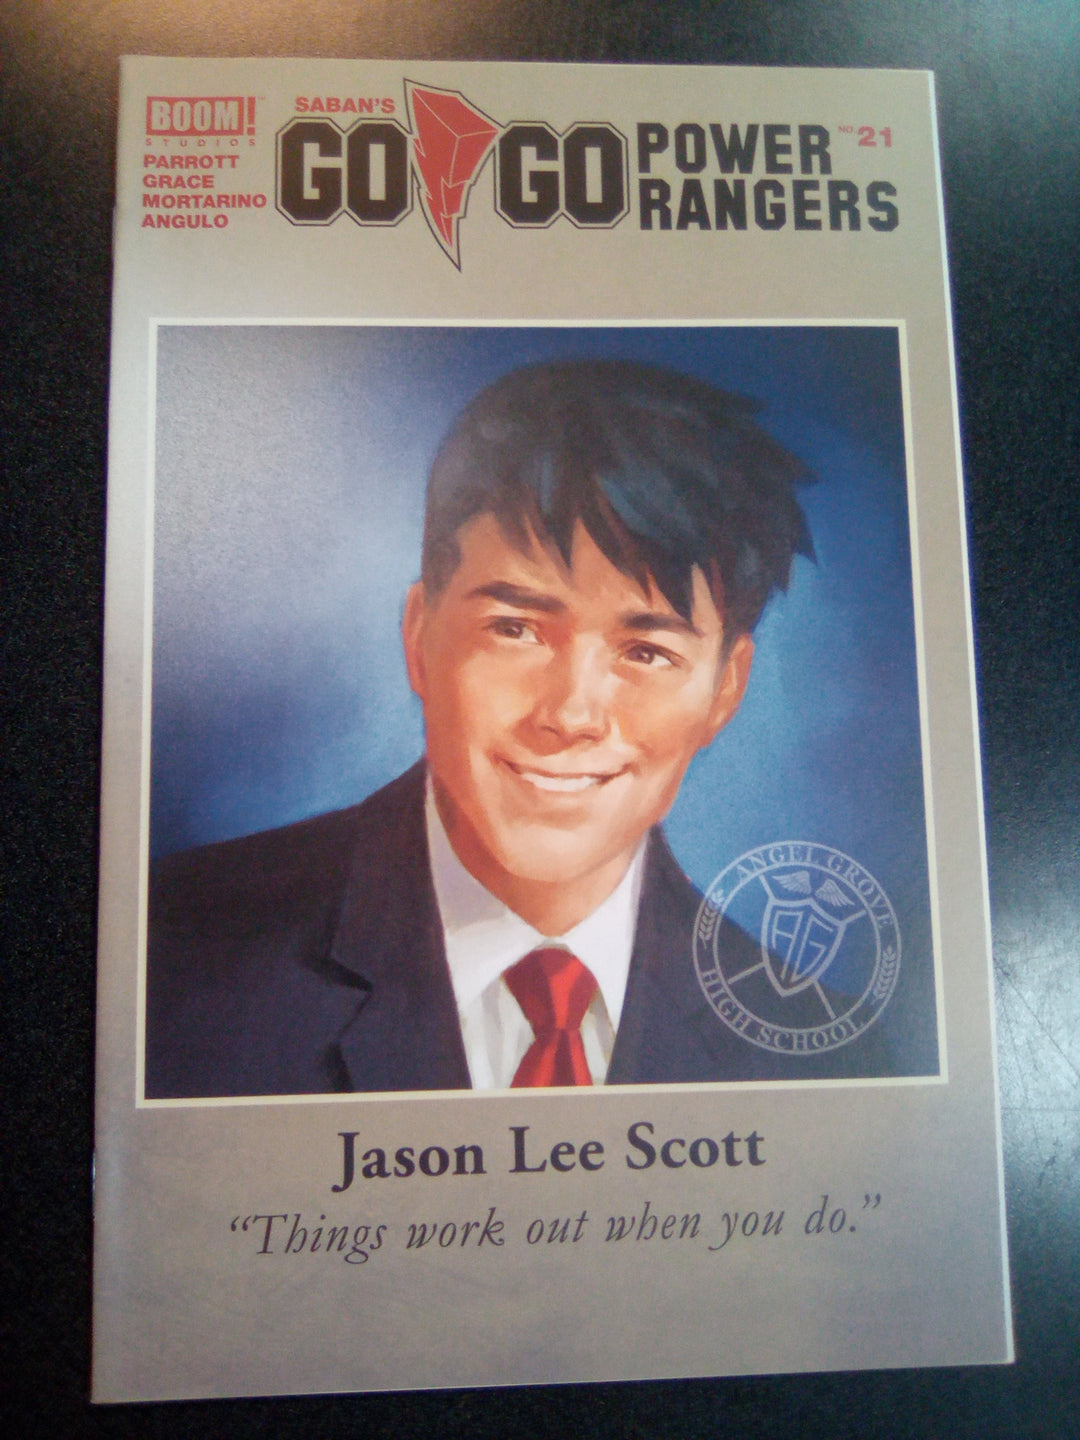 BOOM!™
STUDIOS
PARROTT
GRACE
MORTARINO
ANGULO
SABAN'S
GO GO
POWER
RANGERS
NO. 21
ANGEL GROVE
AG
HIGH SCHOOL
Jason Lee Scott
“Things work out when you do.”